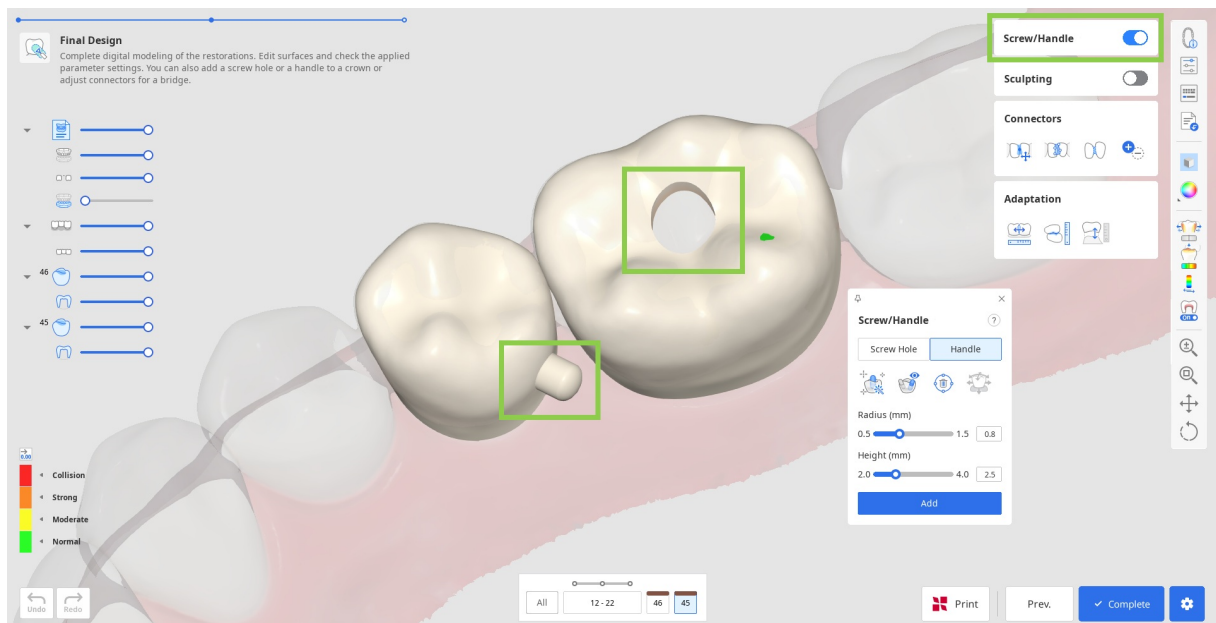 Final Design
Complete digital modeling of the restorations. Edit surfaces and check the applied
parameter settings. You can also add a screw hole or a handle to a crown or
adjust connectors for a bridge.
46
45
0.00
Collision
Strong
Moderate
Normal
Undo
Redo
Screw/Handle
Sculpting
Connectors
Adaptation
Screw/Handle
?
Screw Hole
Handle
Radius (mm)
0.5
1.5
0.8
Height (mm)
2.0
4.0
2.5
Add
ON
All
12 - 22
46
45
Print
Prev.
Complete